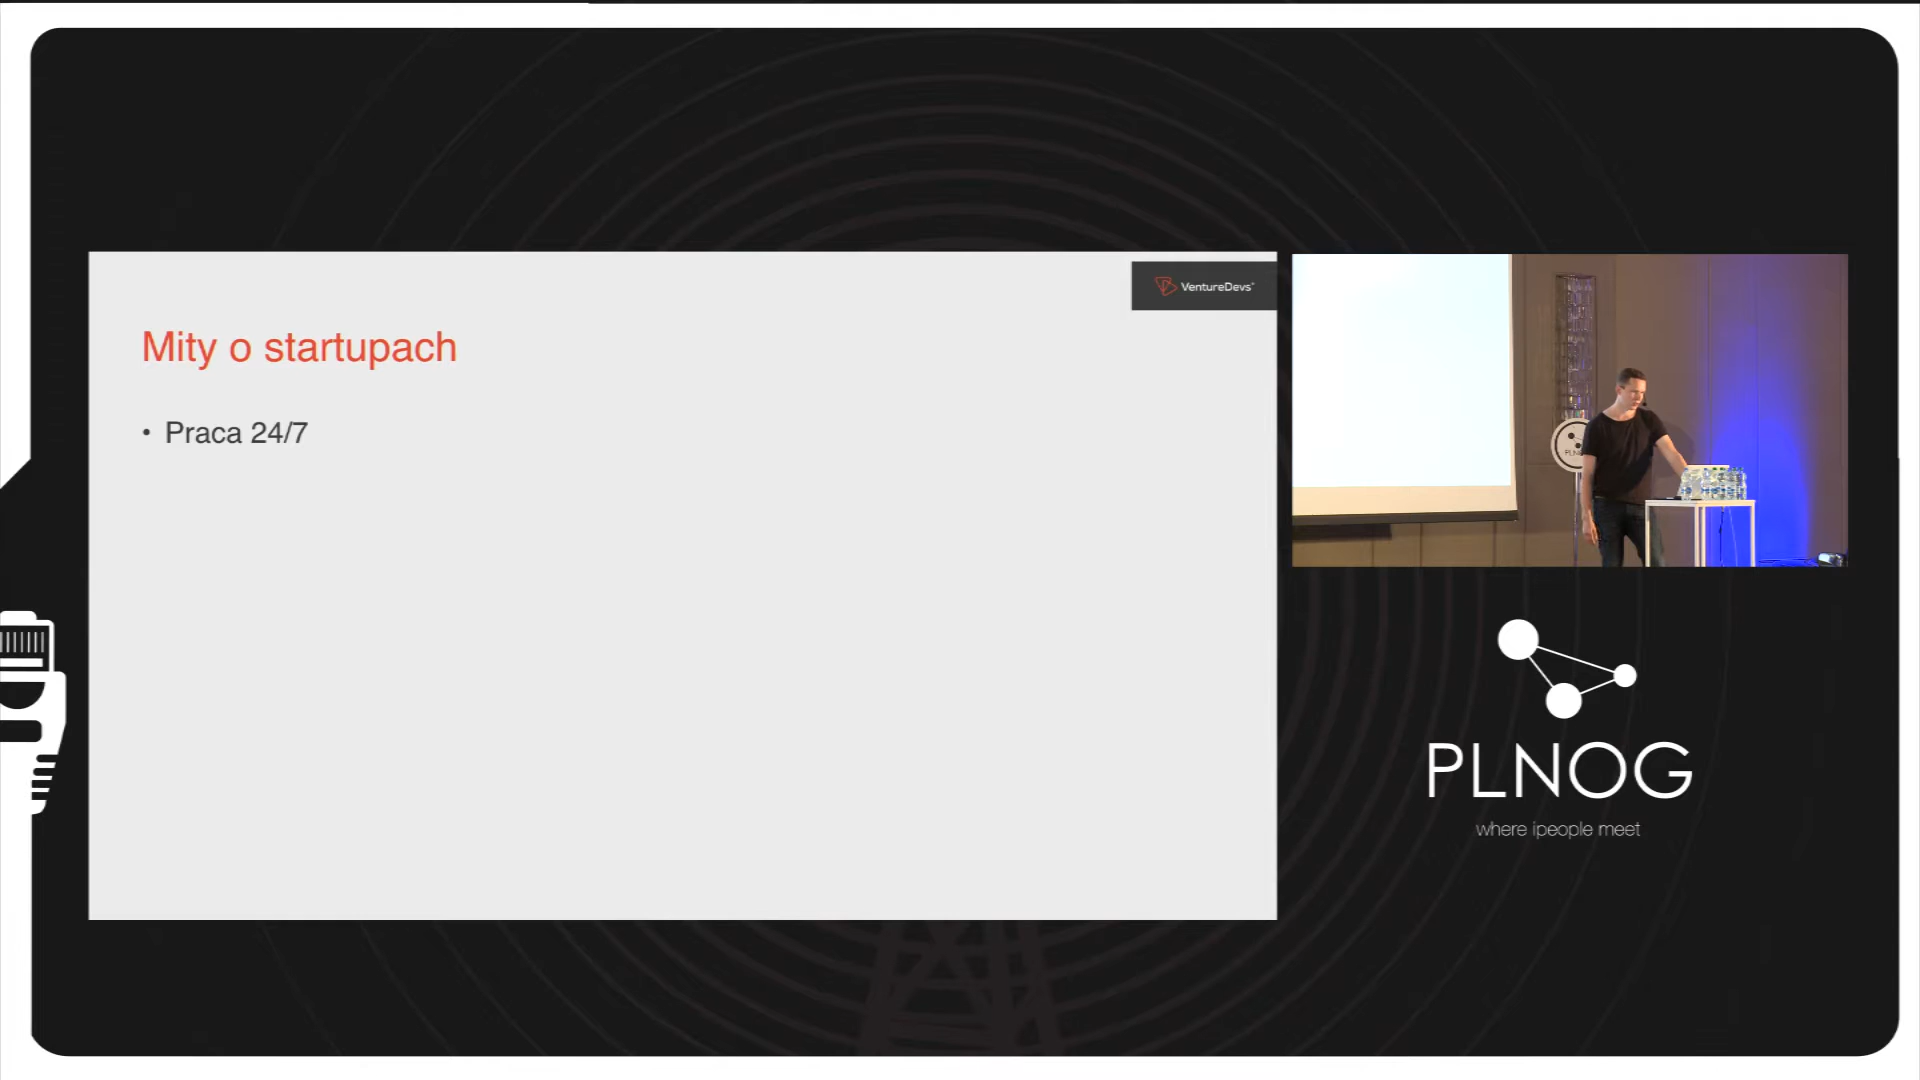 VentureDevs
Mity o startupach
• Praca 24/7
PLNOG
where ipeople meet